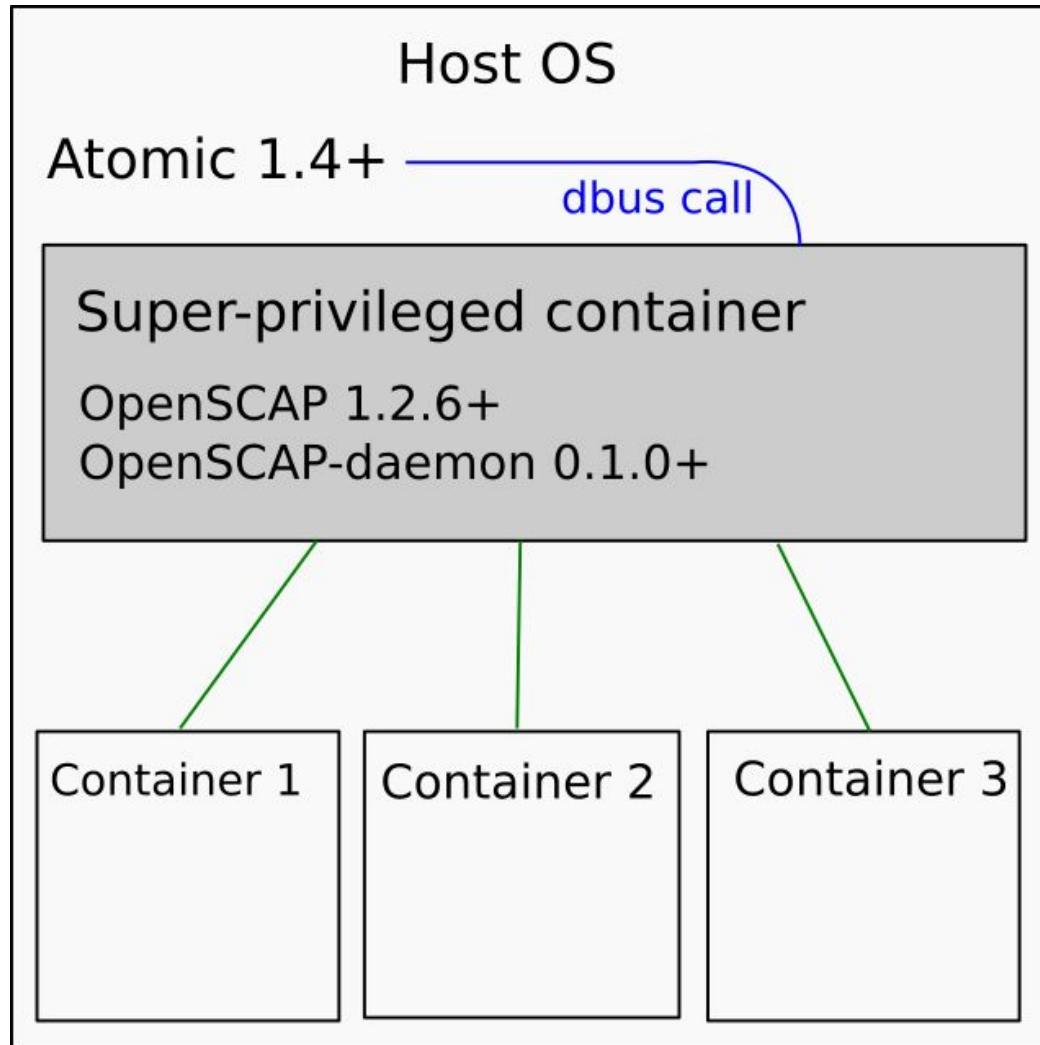 Host OS
Atomic 1.4+
dbus call
Super-privileged container
OpenSCAP 1.2.6+
OpenSCAP-daemon 0.1.0+
Container 1
Container 2
Container 3